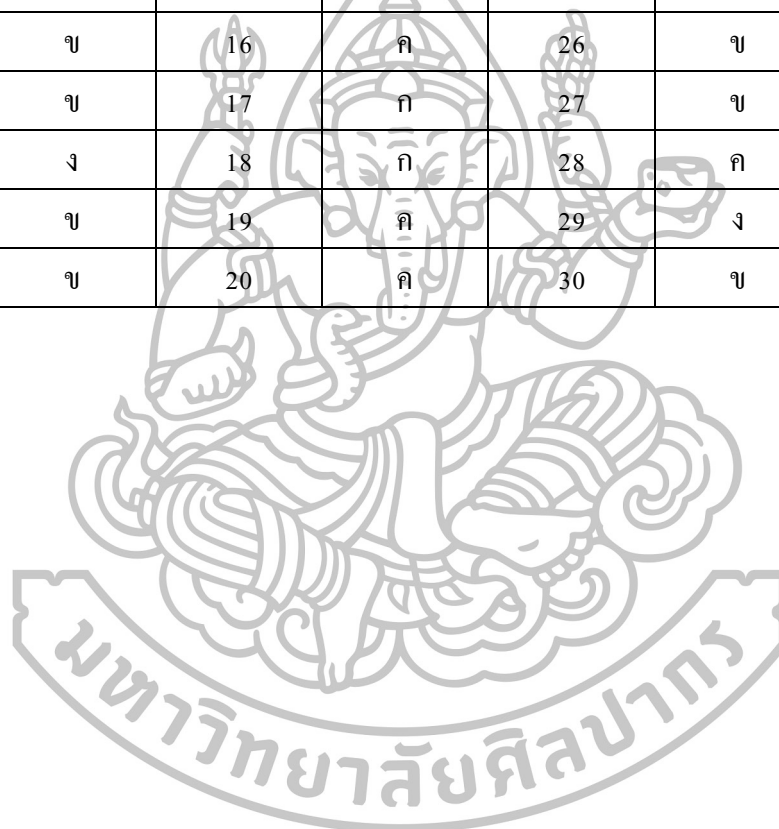 ข 16 ค 26 ข
ข 17 ก 27 ข
ง 18 ก 28 ค
ข 19 ค 29 ง
ข 20 ค 30 ข
มหาวิทยาลัยศิลปากร